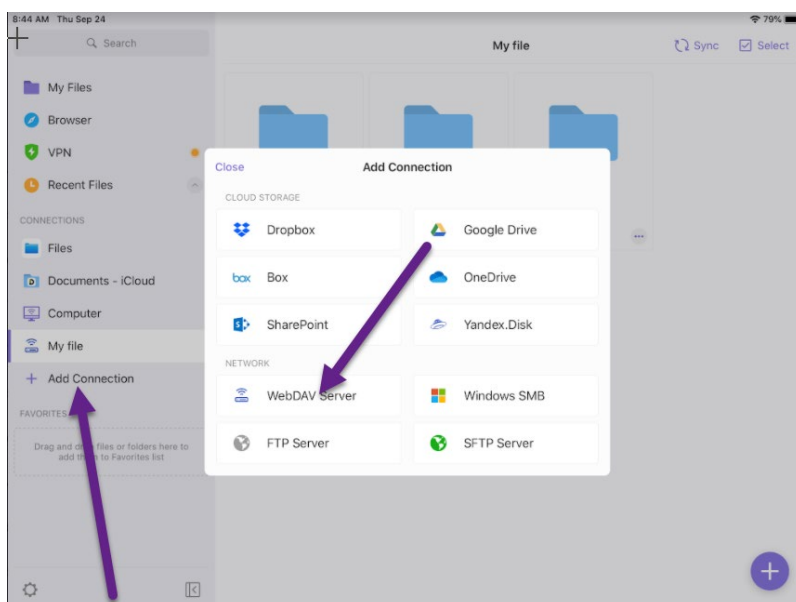 8:44 AM Thu Sep 24
79%
Search
My file
Sync
Select
My Files
Browser
VPN
Recent Files
CONNECTIONS
Files
Documents - iCloud
Computer
My file
Add Connection
FAVORITES
Drag and drop files or folders here to
add them to Favorites list
Close
Add Connection
CLOUD STORAGE
Dropbox
Google Drive
box Box
OneDrive
SharePoint
Yandex.Disk
NETWORK
WebDAV Server
Windows SMB
FTP Server
SFTP Server